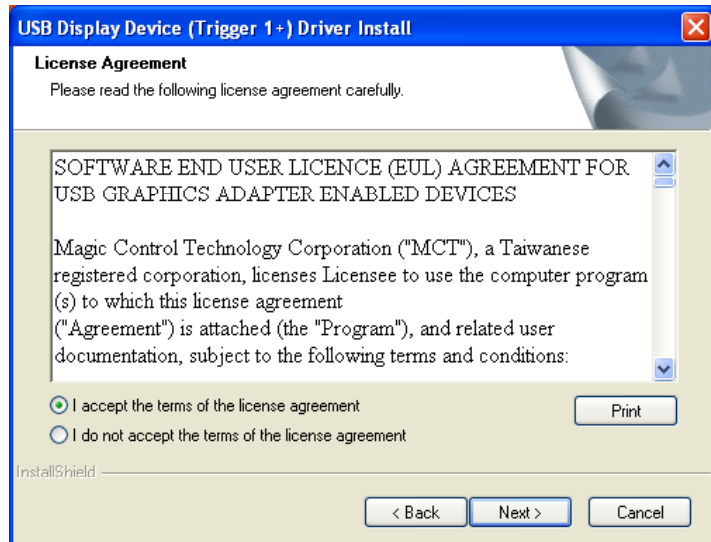 USB Display Device (Trigger 1+) Driver Install
License Agreement
Please read the following license agreement carefully.
SOFTWARE END USER LICENCE (EUL) AGREEMENT FOR
USB GRAPHICS ADAPTER ENABLED DEVICES
Magic Control Technology Corporation ("MCT"), a Taiwanese
registered corporation, licenses Licensee to use the computer program
(s) to which this license agreement
("Agreement") is attached (the "Program"), and related user
documentation, subject to the following terms and conditions:
I accept the terms of the license agreement
Print
I do not accept the terms of the license agreement
InstallShield
< Back
Next >
Cancel